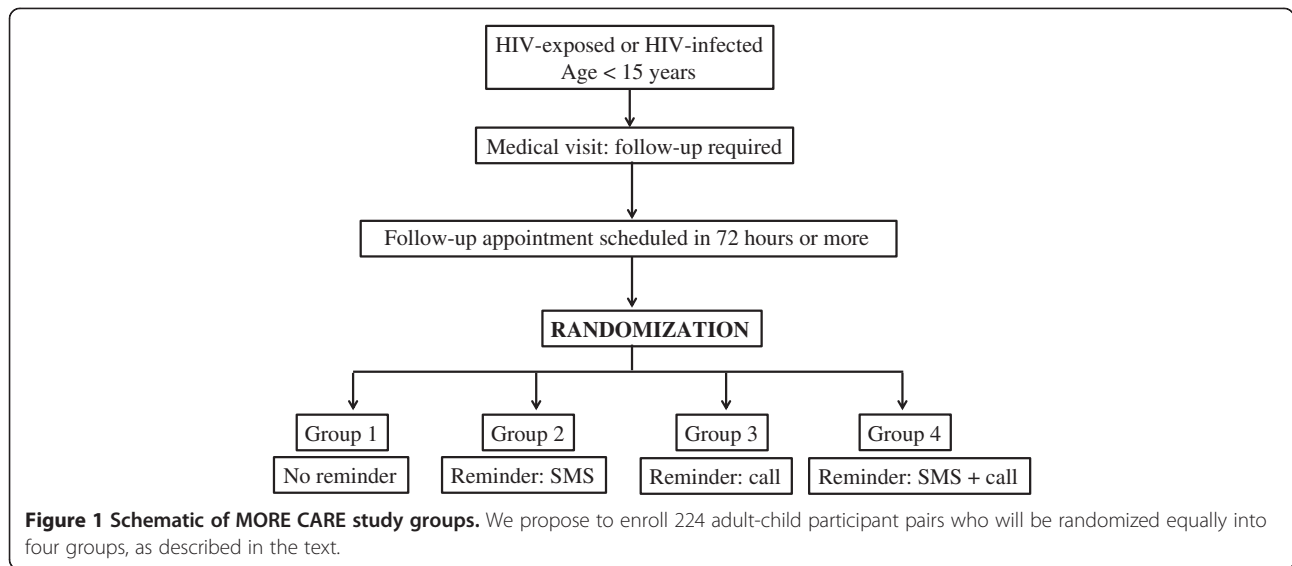 HIV-exposed or HIV-infected
Age < 15 years
Medical visit: follow-up required
Follow-up appointment scheduled in 72 hours or more
RANDOMIZATION
Group 1
Group 2
Group 3
Group 4
No reminder
Reminder: SMS
Reminder: call
Reminder: SMS + call
Figure 1 Schematic of MORE CARE study groups. We propose to enroll 224 adult-child participant pairs who will be randomized equally into
four groups, as described in the text.